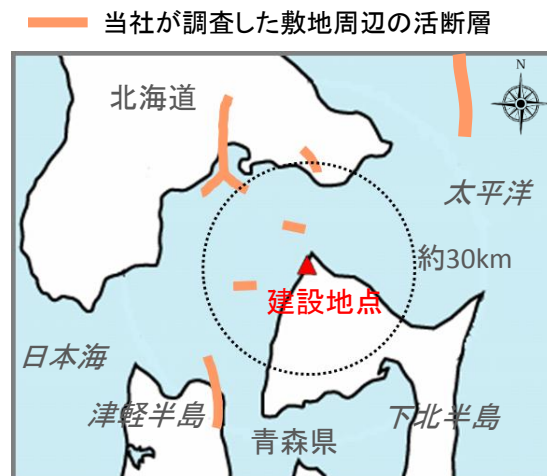 当社が調査した敷地周辺の活断層
N
北海道
太平洋
約30km
建設地点
日本海
津軽半島
下北半島
青森県